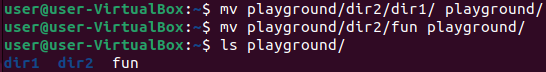 user@user-VirtualBox:~$ mv playground/dir2/dir1/ playground/
user@user-VirtualBox:~$ mv playground/dir2/fun playground/
user@user-VirtualBox:~$ ls playground/
dir1  dir2  fun